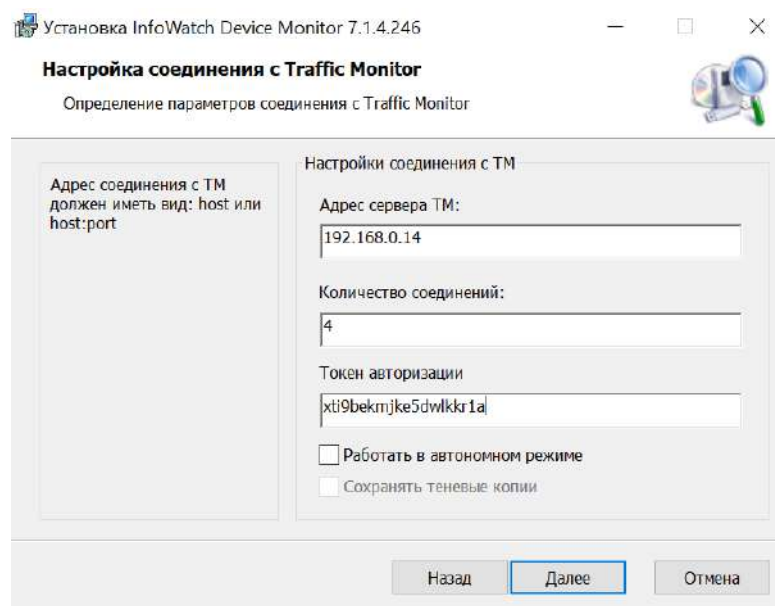 Установка InfoWatch Device Monitor 7.1.4.246
Настройка соединения с Traffic Monitor
Определение параметров соединения с Traffic Monitor
Адрес соединения с ТМ
должен иметь вид: host или
host:port
Настройки соединения с ТМ
Адрес сервера ТМ:
192.168.0.14
Количество соединений:
4
Токен авторизации
xti9bekmjke5dwlkkr1a
Работать в автономном режиме
Сохранять теневые копии
Назад
Далее
Отмена